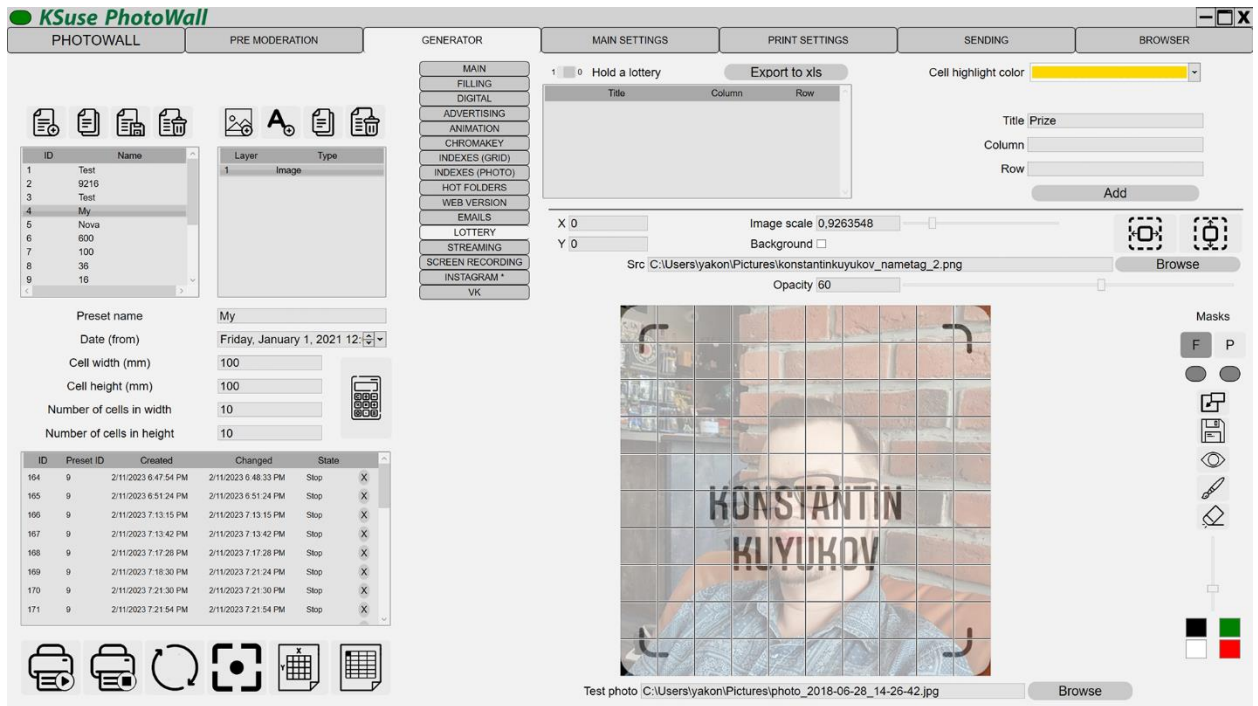 KSuse PhotoWall
X
PHOTOWALL
PRE MODERATION
GENERATOR
MAIN SETTINGS
PRINT SETTINGS
SENDING
BROWSER
MAIN
FILLING
DIGITAL
ADVERTISING
ANIMATION
CHROMAKEY
INDEXES (GRID)
INDEXES (PHOTO)
HOT FOLDERS
WEB VERSION
EMAILS
LOTTERY
STREAMING
SCREEN RECORDING
INSTAGRAM *
VK
ID Name
1 Test
2 9216
3 Test
4 My
5 Nova
6 600
7 100
8 36
9 16
Layer Type
1 Image
Preset name My
Date (from) Friday, January 1, 2021 12:
Cell width (mm) 100
Cell height (mm) 100
Number of cells in width 10
Number of cells in height 10
ID Preset ID Created Changed State
164 9 2/11/2023 6:47:54 PM 2/11/2023 6:48:33 PM Stop X
165 9 2/11/2023 6:51:24 PM 2/11/2023 6:51:24 PM Stop X
166 9 2/11/2023 7:13:15 PM 2/11/2023 7:13:15 PM Stop X
167 9 2/11/2023 7:13:42 PM 2/11/2023 7:13:42 PM Stop X
168 9 2/11/2023 7:17:28 PM 2/11/2023 7:17:28 PM Stop X
169 9 2/11/2023 7:18:30 PM 2/11/2023 7:21:24 PM Stop X
170 9 2/11/2023 7:21:30 PM 2/11/2023 7:21:30 PM Stop X
171 9 2/11/2023 7:21:54 PM 2/11/2023 7:21:54 PM Stop X
X
Y
1 0 Hold a lottery
Export to xls
Title Column Row
Cell highlight color
Title Prize
Column
Row
Add
X 0
Y 0
Image scale 0,9263548
Background
Src C:\Users\yakon\Pictures\konstantinkuyukov_nametag_2.png
Browse
Opacity 60
KONSTANTIN
KUYUKOV
Masks
F P
Test photo C:\Users\yakon\Pictures\photo_2018-06-28_14-26-42.jpg
Browse